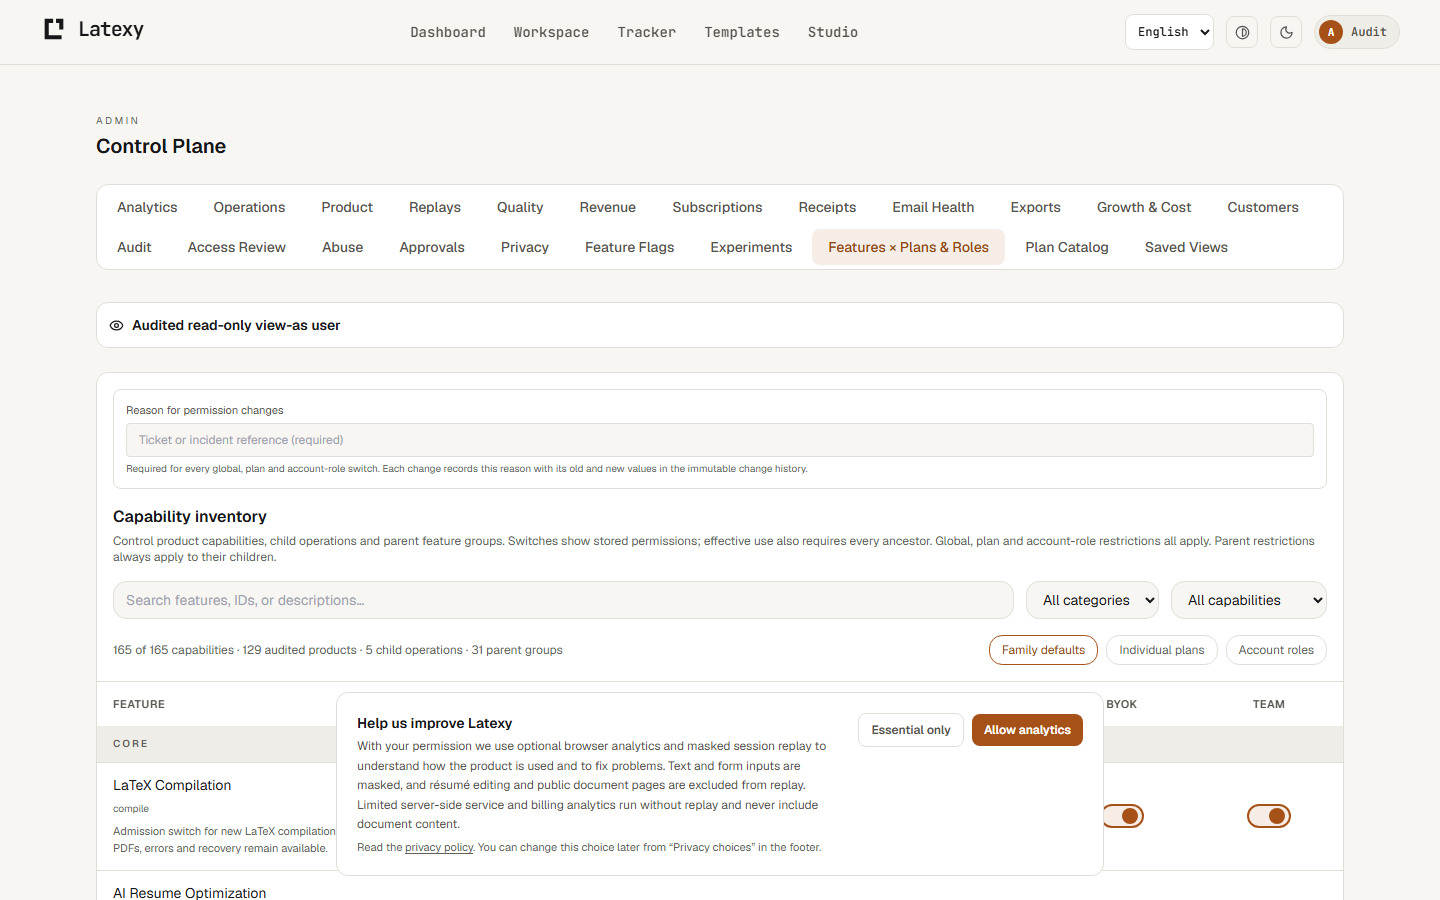 Latexy
Dashboard Workspace Tracker Templates Studio
English
A Audit
ADMIN
Control Plane
Analytics Operations Product Replays Quality Revenue Subscriptions Receipts Email Health Exports Growth & Cost Customers
Audit Access Review Abuse Approvals Privacy Feature Flags Experiments Features × Plans & Roles Plan Catalog Saved Views
Audited read-only view-as user
Reason for permission changes
Ticket or incident reference (required)
Required for every global, plan and account-role switch. Each change records this reason with its old and new values in the immutable change history.
Capability inventory
Control product capabilities, child operations and parent feature groups. Switches show stored permissions; effective use also requires every ancestor. Global, plan and account-role restrictions all apply. Parent restrictions
always apply to their children.
Search features, IDs, or descriptions...
All categories
All capabilities
165 of 165 capabilities · 129 audited products · 5 child operations · 31 parent groups
Family defaults Individual plans Account roles
FEATURE BYOK TEAM
CORE
LaTeX Compilation
compile
Admission switch for new LaTeX compilation
PDFs, errors and recovery remain available.
AI Resume Optimization
Help us improve Latexy
With your permission we use optional browser analytics and masked session replay to
understand how the product is used and to fix problems. Text and form inputs are
masked, and résumé editing and public document pages are excluded from replay.
Limited server-side service and billing analytics run without replay and never include
document content.
Read the privacy policy. You can change this choice later from “Privacy choices” in the footer.
Essential only
Allow analytics